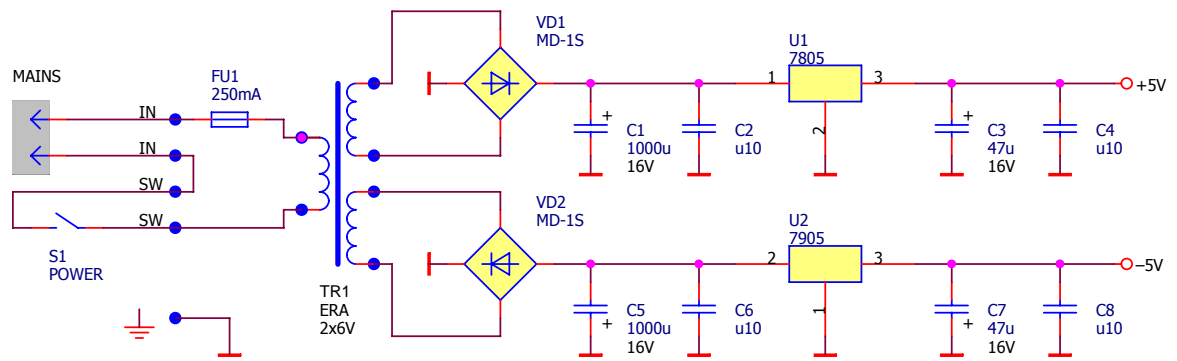 VD1
MD-1S
U1
7805
MAINS
FU1
250mA
1
3
+5V
IN
+
C1
1000u
16V
C2
u10
2
+
C3
47u
16V
C4
u10
IN
SW
SW
VD2
MD-1S
U2
7905
S1
POWER
2
3
–5V
TR1
ERA
2x6V
+
C5
1000u
16V
C6
u10
1
+
C7
47u
16V
C8
u10